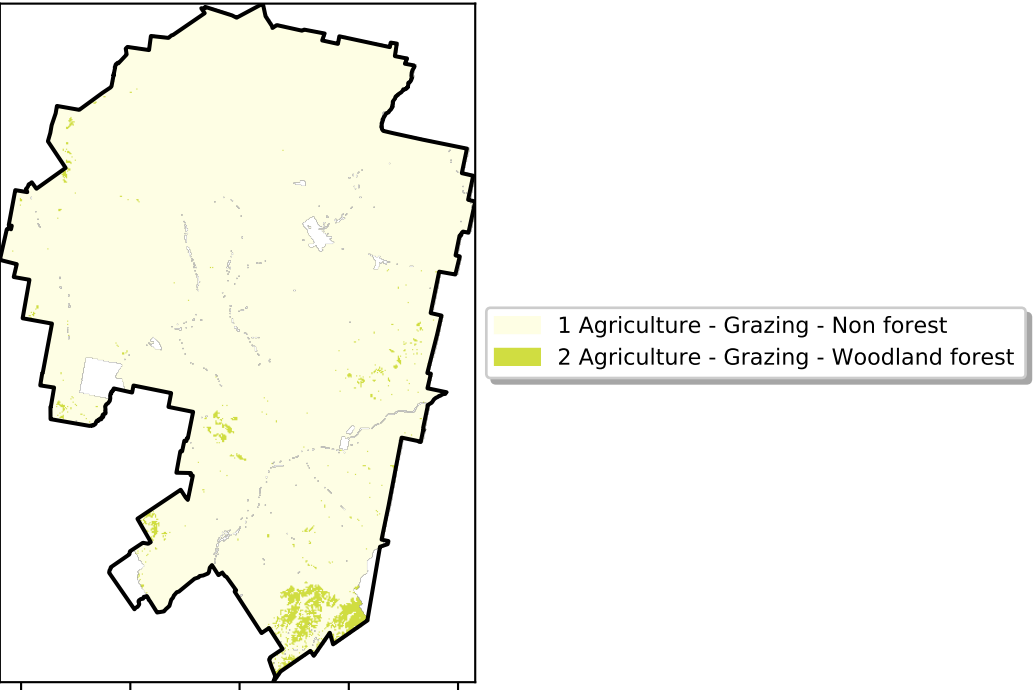 1 Agriculture - Grazing - Non forest
2 Agriculture - Grazing - Woodland forest